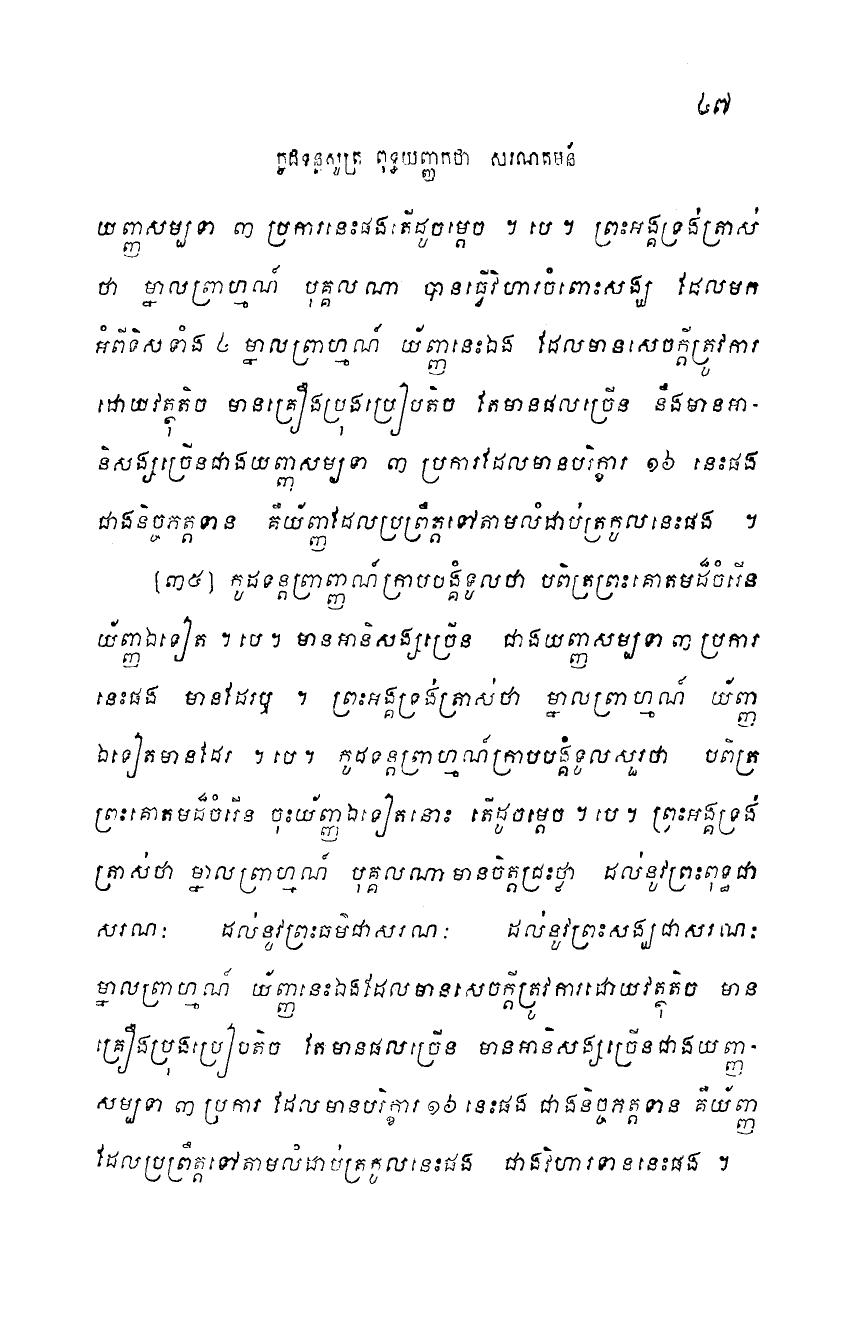 ៤៧
កូដទន្តសូត្រ ពុទ្ធយញ្ញកថា សរណគមន៍
យញ្ញសម្បទា ៣ ប្រការនេះផងតើដូចម្តេច ។ បេ ។ ព្រះអង្គទ្រង់ត្រាស់
ថា ម្នាលព្រាហ្មណ៍ បុគ្គលណា បានធ្វើវិហារចំពោះសង្ឃ ដែលមក
អំពីទិសទាំង ៤ ម្នាលព្រាហ្មណ៍ យ័ញ្ញនេះឯង ដែលមានសេចក្តីត្រូវការ
ដោយវត្ថុតិច មានគ្រឿងប្រុងប្រៀបតិច តែមានផលច្រើន នឹងមានអា-
និសង្សច្រើនជាងយញ្ញសម្បទា ៣ ប្រការដែលមានបរិក្ខារ ១៦ នេះផង
ជាងនិច្ចភត្តទាន គឺយ័ញ្ញដែលប្រព្រឹត្តទៅតាមលំដាប់ត្រកូលនេះផង ។
[៣៥] កូដទន្តព្រាញ្ញណ៍ក្រាបបង្គំទូលថា បពិត្រព្រះគោតមដ៏ចំរើន
យ័ញ្ញឯទៀត ។ បេ ។ មានអានិសង្សច្រើន ជាងយញ្ញសម្បទា ៣ ប្រការ
នេះផង មានដែរឬ ។ ព្រះអង្គទ្រង់ត្រាស់ថា ម្នាលព្រាហ្មណ៍ យ័ញ្ញ
ឯទៀតមានដែរ ។ បេ ។ កូដទន្តព្រាហ្មណ៍ក្រាបបង្គំទូលសួរថា បពិត្រ
ព្រះគោតមដ៏ចំរើន ចុះយ័ញ្ញឯទៀតនោះ តើដូចម្តេច ។ បេ ។ ព្រះអង្គទ្រង់
ត្រាស់ថា ម្នាលព្រាហ្មណ៍ បុគ្គលណាមានចិត្តជ្រះថ្លា ដល់នូវព្រះពុទ្ធជា
សរណៈ ដល់នូវព្រះធម៌ជាសរណៈ ដល់នូវព្រះសង្ឃជាសរណៈ
ម្នាលព្រាហ្មណ៍ យ័ញ្ញនេះឯងដែលមានសេចក្តីត្រូវការដោយវត្ថុតិច មាន
គ្រឿងប្រុងប្រៀបតិច តែមានផលច្រើន មានអានិសង្សច្រើនជាងយញ្ញ-
សម្បទា ៣ ប្រការ ដែលមានបរិក្ខារ ១៦ នេះផង ជាងនិច្ចភត្តទាន គឺយ័ញ្ញ
ដែលប្រព្រឹត្តទៅតាមលំដាប់ត្រកូលនេះផង ជាងវិហារទាននេះផង ។